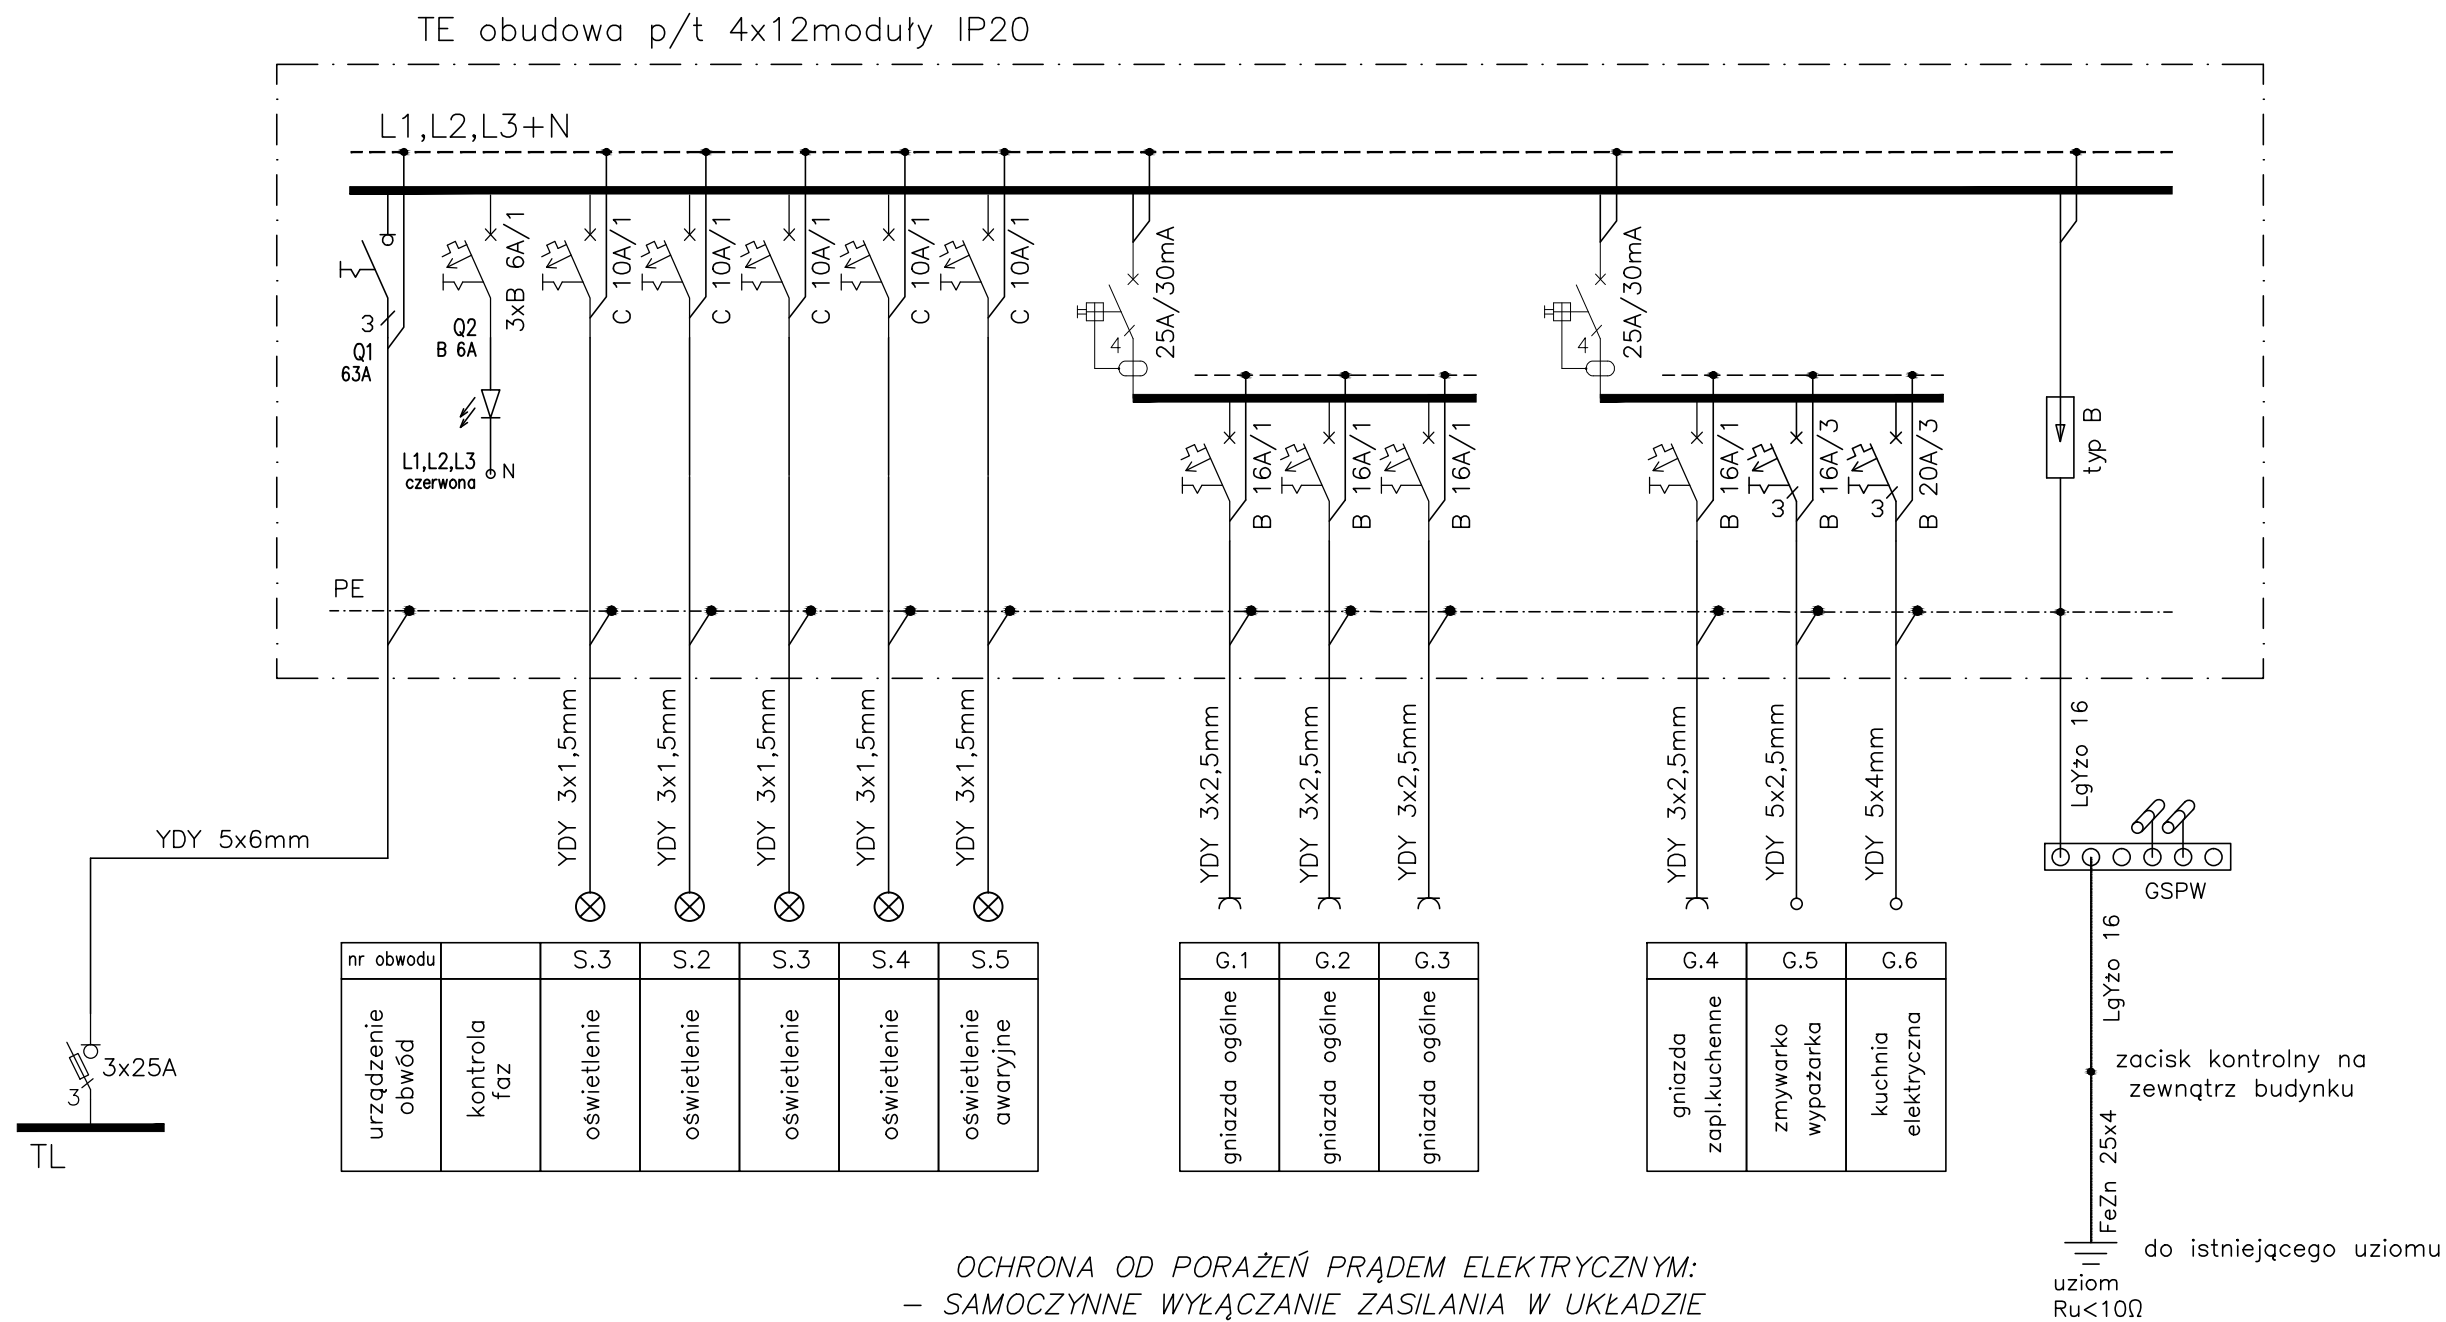 TE obudowa p/t 4x12moduły IP20
L1,L2,L3+N
3
Q1
63A
Q2
B 6A
3xB 6A/1
L1,L2,L3
czerwona
N
C 10A/1
C 10A/1
C 10A/1
C 10A/1
C 10A/1
4
25A/30mA
B 16A/1
B 16A/1
B 16A/1
4
25A/30mA
B 16A/1
3
B 16A/3
3
B 20A/3
typ B
PE
YDY 5x6mm
YDY 3x1,5mm
YDY 3x1,5mm
YDY 3x1,5mm
YDY 3x1,5mm
YDY 3x1,5mm
YDY 3x2,5mm
YDY 3x2,5mm
YDY 3x2,5mm
YDY 3x2,5mm
YDY 5x2,5mm
YDY 5x4mm
LgYżo 16
GSPW
LgYżo 16
zacisk kontrolny na
zewnątrz budynku
FeZn 25x4
do istniejącego uziomu
uziom
Ru<10Ω
3x25A
3
TL
nr obwodu
S.3
S.2
S.3
S.4
S.5
urządzenie
obwód
kontrola
faz
oświetlenie
oświetlenie
oświetlenie
oświetlenie
oświetlenie
awaryjne
G.1
G.2
G.3
gniazda ogólne
gniazda ogólne
gniazda ogólne
G.4
G.5
G.6
gniazda
zapl.kuchenne
zmywarko
wypażarka
kuchnia
elektryczna
OCHRONA OD PORAŻEŃ PRĄDEM ELEKTRYCZNYM:
– SAMOCZYNNE WYŁĄCZANIE ZASILANIA W UKŁADZIE